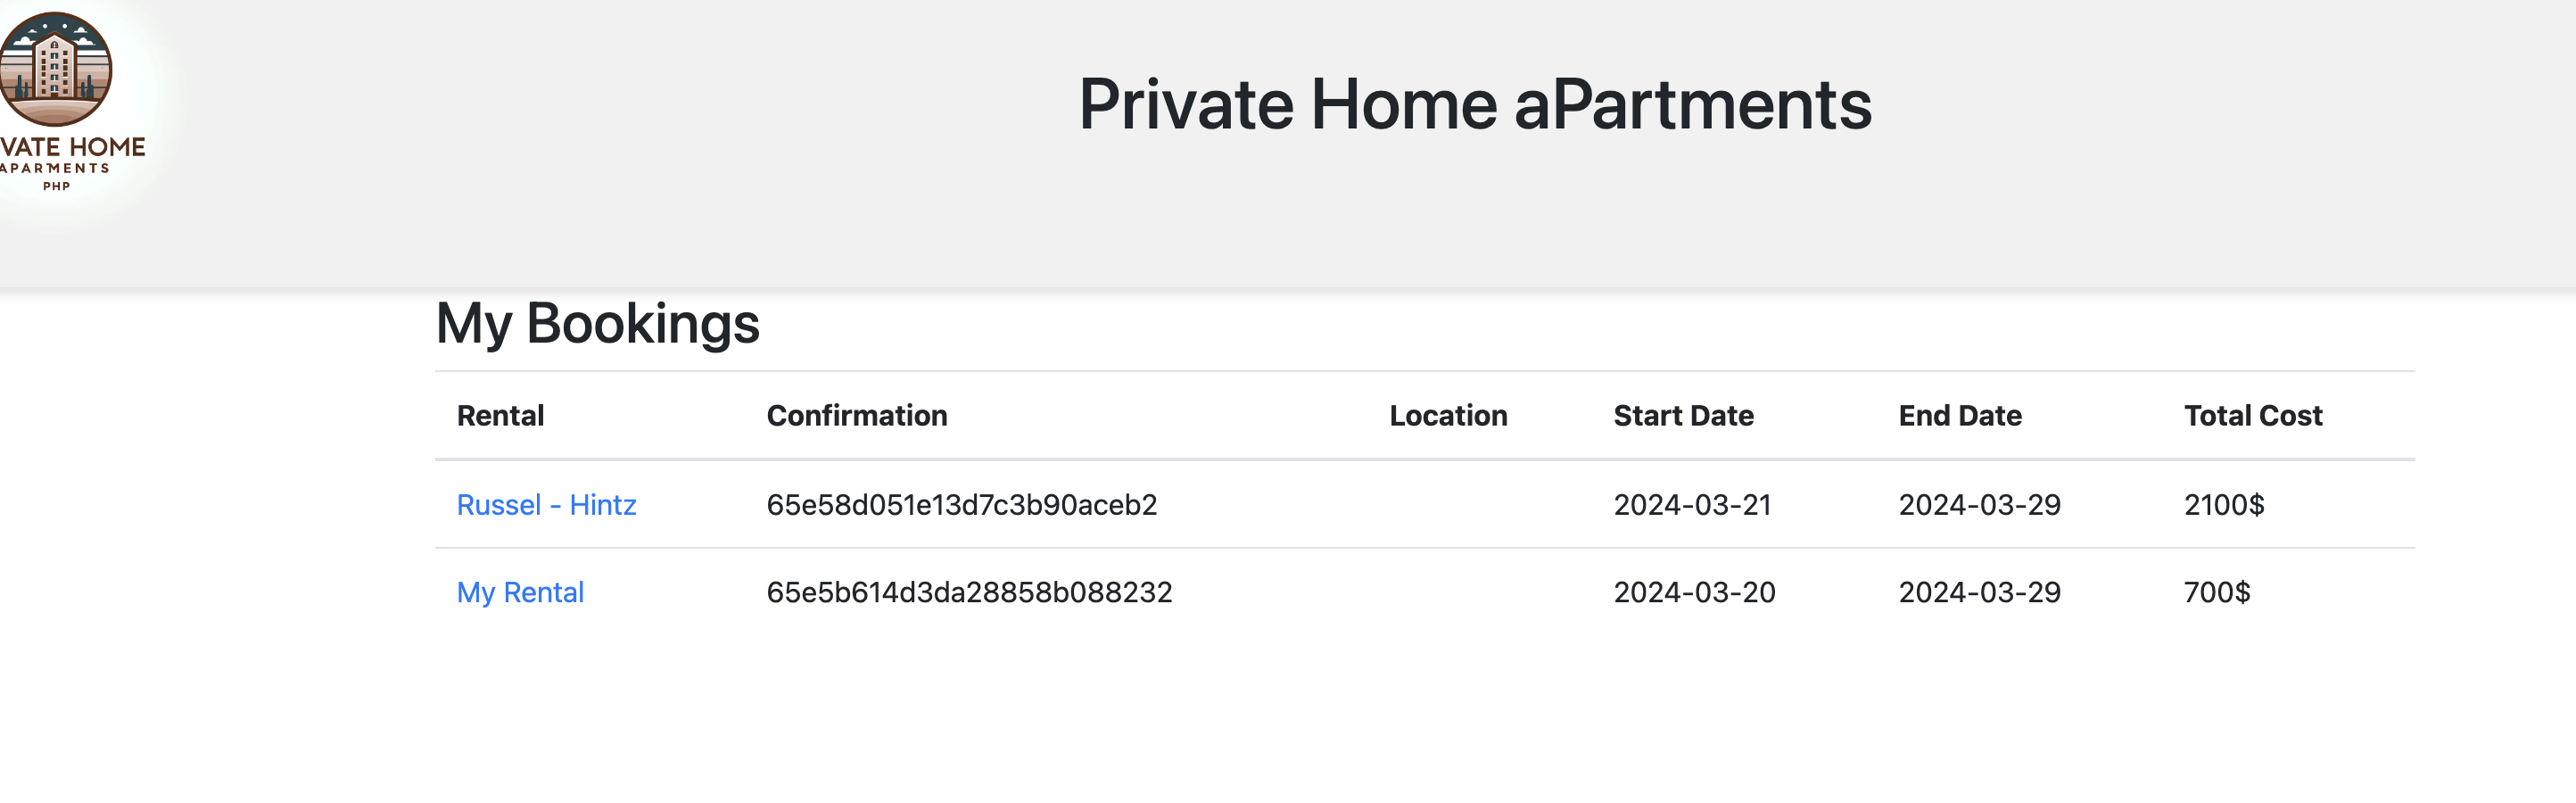 Private Home aPartments
VATE HOME
APARTMENTS
PHP
My Bookings
Rental Confirmation Location Start Date End Date Total Cost
Russel - Hintz 65e58d051e13d7c3b90aceb2 2024-03-21 2024-03-29 2100$
My Rental 65e5b614d3da28858b088232 2024-03-20 2024-03-29 700$